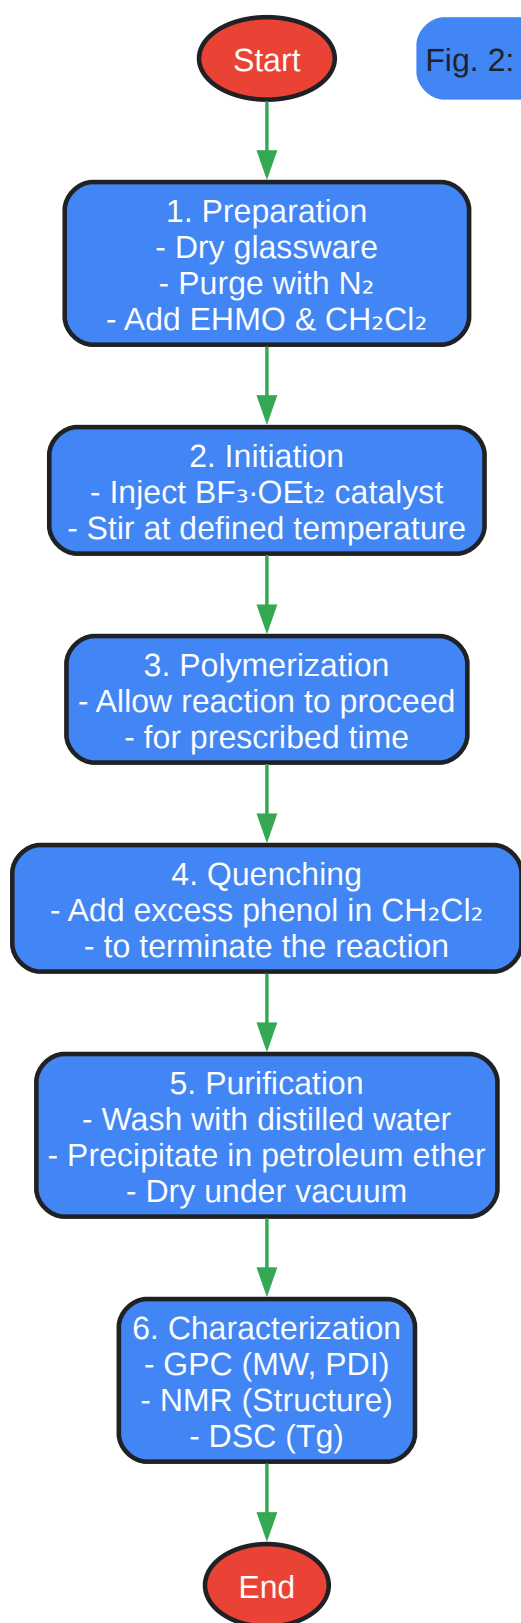 Start
Fig. 2:
1. Preparation
- Dry glassware
- Purge with N₂
- Add EHMO & CH₂Cl₂
2. Initiation
- Inject BF₃·OEt₂ catalyst
- Stir at defined temperature
3. Polymerization
- Allow reaction to proceed
- for prescribed time
4. Quenching
- Add excess phenol in CH₂Cl₂
- to terminate the reaction
5. Purification
- Wash with distilled water
- Precipitate in petroleum ether
- Dry under vacuum
6. Characterization
- GPC (MW, PDI)
- NMR (Structure)
- DSC (Tg)
End